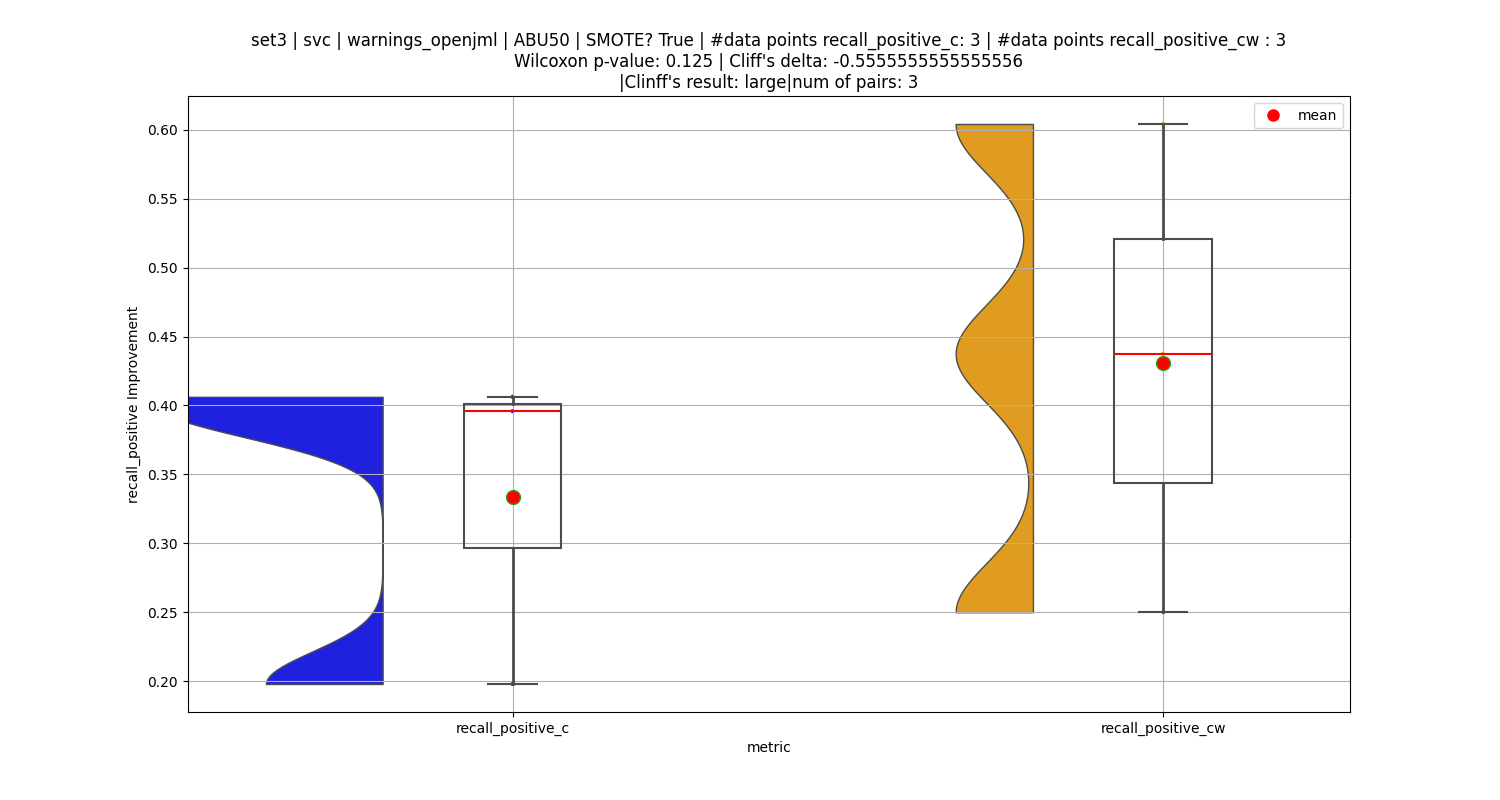 set3 | svc | warnings_openjml | ABU50 | SMOTE? True | #data points recall_positive_c: 3 | #data points recall_positive_cw : 3
Wilcoxon p-value: 0.125 | Cliff's delta: -0.5555555555555556
|Clinff's result: large|num of pairs: 3
mean
0.60
0.55
0.50
0.45
0.40
0.35
0.30
0.25
0.20
recall_positive Improvement
recall_positive_c
recall_positive_cw
metric